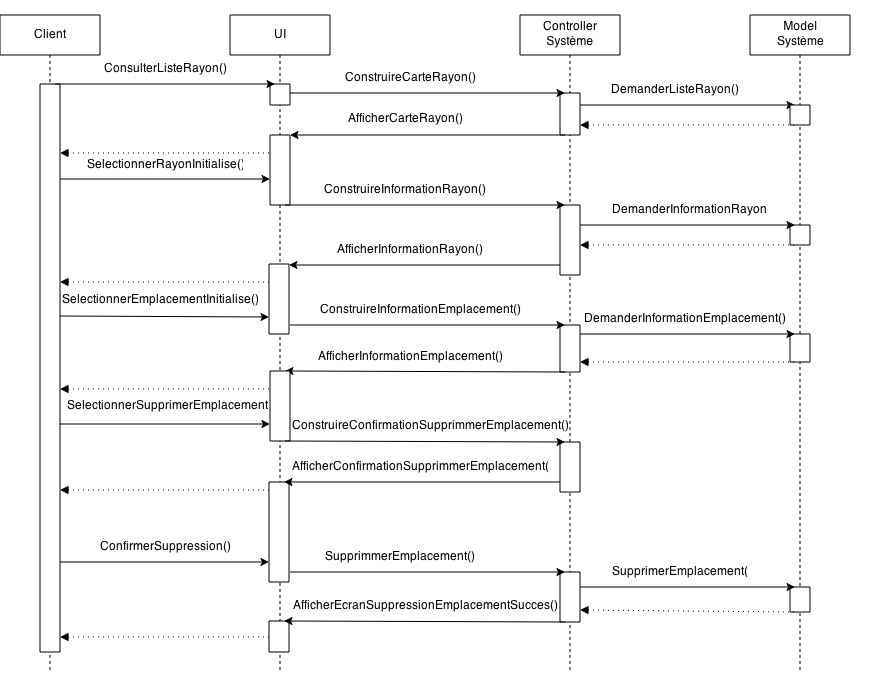 Client
UI
Controller
Système
Model
Système
ConsulterListeRayon()
ConstruireCarteRayon()
DemanderListeRayon()
AfficherCarteRayon()
SelectionnerRayonInitialise()
ConstruireInformationRayon()
DemanderInformationRayon
AfficherInformationRayon()
SelectionnerEmplacementInitialise()
ConstruireInformationEmplacement()
DemanderInformationEmplacement()
AfficherInformationEmplacement()
SelectionnerSupprimerEmplacement
ConstruireConfirmationSupprimmerEmplacement()
AfficherConfirmationSupprimmerEmplacement(
ConfirmerSuppression()
SupprimmerEmplacement()
SupprimerEmplacement(
AfficherEcranSuppressionEmplacementSucces()